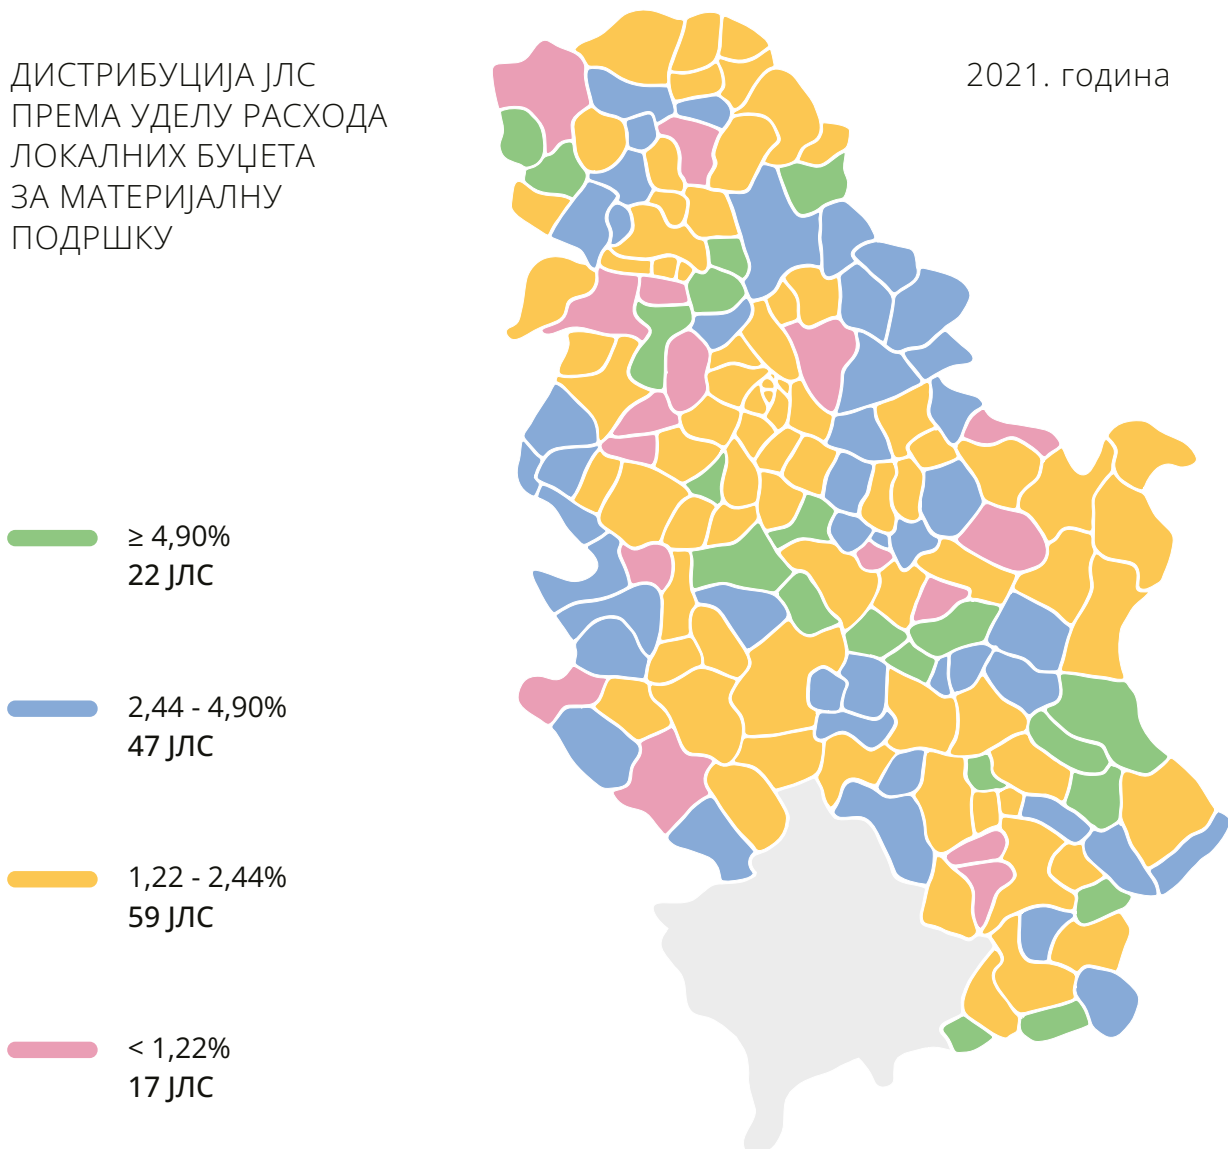 ДИСТРИБУЦИЈА ЈЛС
ПРЕМА УДЕЛУ РАСХОДА
ЛОКАЛНИХ БУЏЕТА
ЗА МАТЕРИЈАЛНУ
ПОДРШКУ
2021. година
≥ 4,90%
22 ЈЛС
2,44 - 4,90%
47 ЈЛС
1,22 - 2,44%
59 ЈЛС
< 1,22%
17 ЈЛС